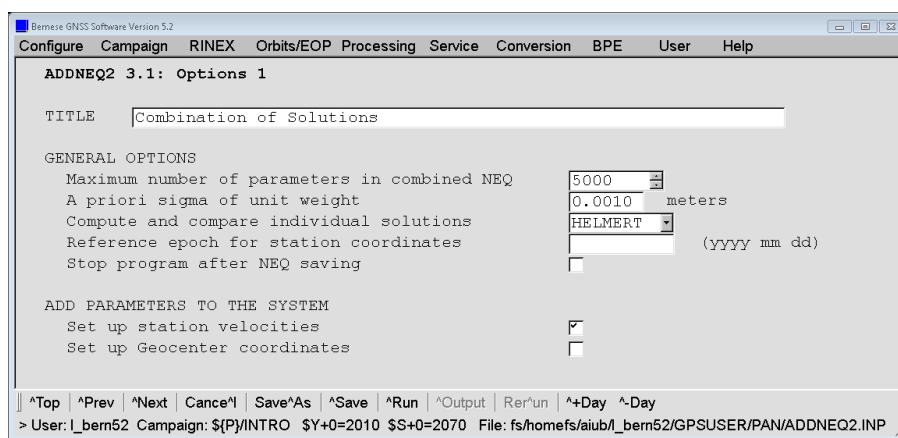 Bernese GNSS Software Version 5.2
Configure Campaign RINEX Orbits/EOP Processing Service Conversion BPE User Help
ADDNEQ2 3.1: Options 1
TITLE Combination of Solutions
GENERAL OPTIONS
Maximum number of parameters in combined NEQ 5000
A priori sigma of unit weight 0.0010 meters
Compute and compare individual solutions HELMERT
Reference epoch for station coordinates (yyyy mm dd)
Stop program after NEQ saving
ADD PARAMETERS TO THE SYSTEM
Set up station velocities
Set up Geocenter coordinates
^Top | ^Prev | ^Next | Cance^l | Save^As | ^Save | ^Run | ^Output | Rer^un | ^+Day ^-Day
> User: l_bern52 Campaign: ${P}/INTRO $Y+0=2010 $S+0=2070 File: fs/homefs/aiub/l_bern52/GPSUSER/PAN/ADDNEQ2.INP